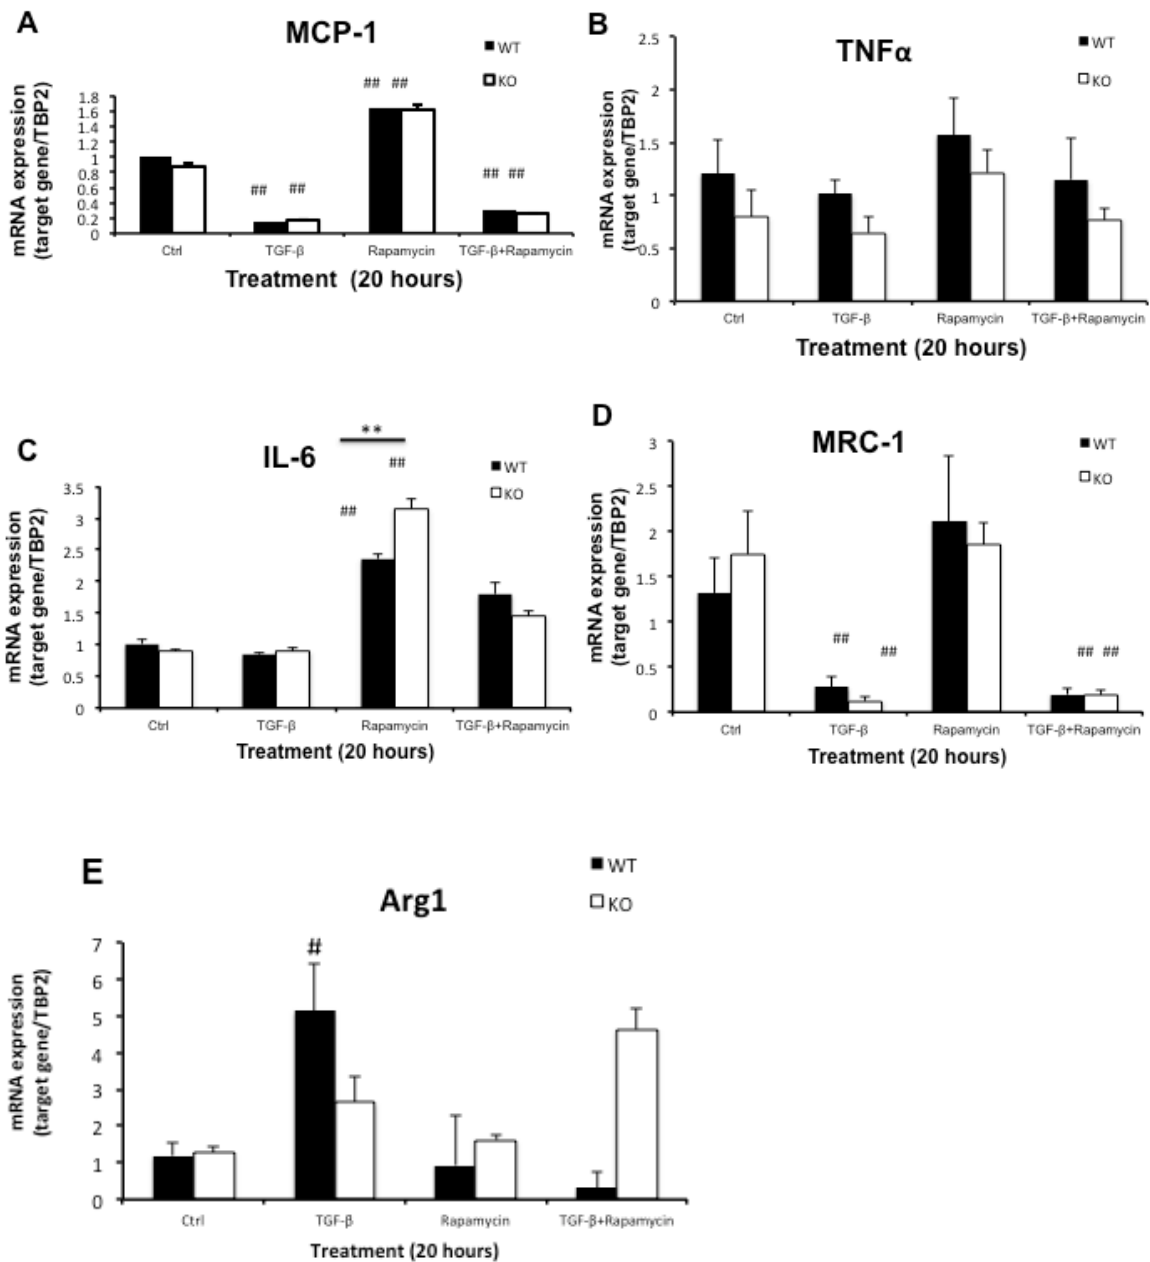 A
MCP-1
WT
KO
mRNA expression
(target gene/TBP2)
1.8
1.6
1.4
1.2
1
0.8
0.6
0.4
0.2
0
## ##
## ##
## ##
Ctrl TGF-β Rapamycin TGF-β+Rapamycin
Treatment (20 hours)
B
TNFα
WT
KO
mRNA expression
(target gene/TBP2)
2.5
2
1.5
1
0.5
0
Ctrl TGF-β Rapamycin TGF-β+Rapamycin
Treatment (20 hours)
C
IL-6
**
##
##
WT
KO
mRNA expression
(target gene/TBP2)
3.5
3
2.5
2
1.5
1
0.5
0
Ctrl TGF-β Rapamycin TGF-β+Rapamycin
Treatment (20 hours)
D
MRC-1
WT
KO
mRNA expression
(target gene/TBP2)
3
2.5
2
1.5
1
0.5
0
##
##
## ##
Ctrl TGF-β Rapamycin TGF-β+Rapamycin
Treatment (20 hours)
E
Arg1
WT
KO
mRNA expression
(target gene/TBP2)
7
6
5
4
3
2
1
0
#
Ctrl TGF-β Rapamycin TGF-β+Rapamycin
Treatment (20 hours)